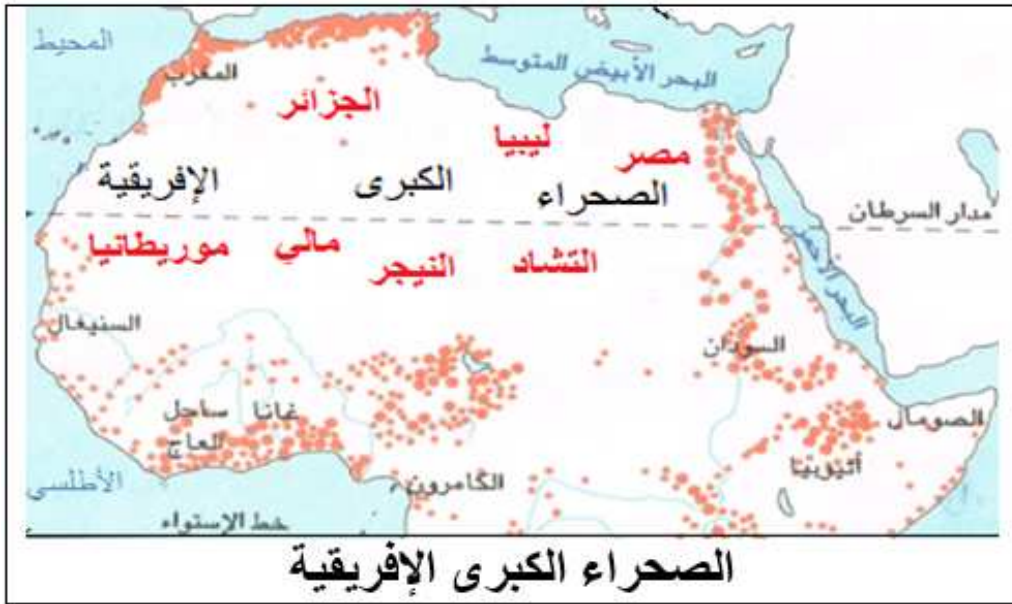 المحيط
المغرب
البحر الأبيض المتوسط
الجزائر
ليبيا
مصر
الصحراء
الكبرى
الإفريقية
مدار السرطان
موريطانيا
مالي
النيجر
التشاد
البحر الأحمر
السنيغال
السودان
ساحل
العاج
غانا
الصومال
أثيوبيا
الكامرون
الأطلسي
خط الإستواء
الصحراء الكبرى الإفريقية